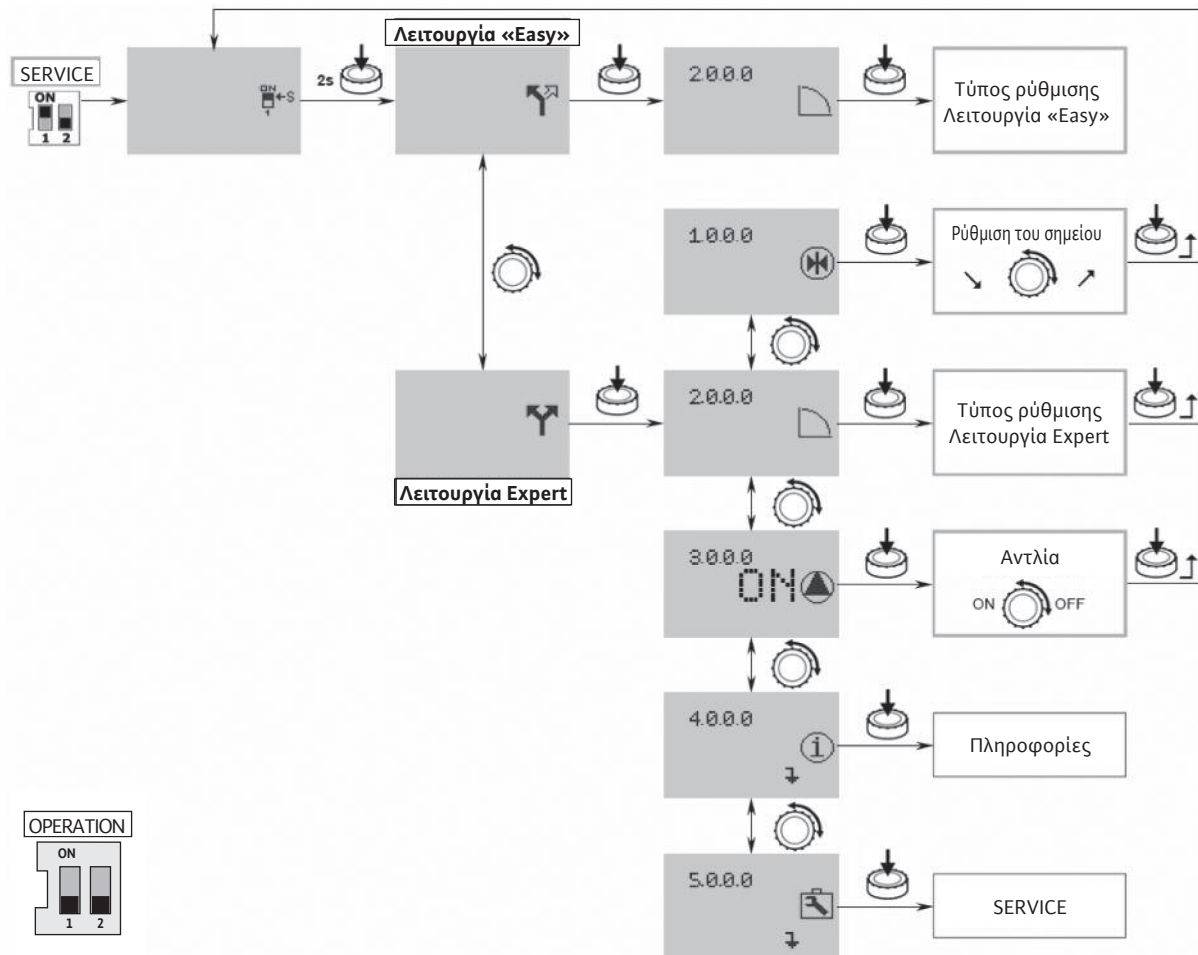 Λειτουργία «Easy»
SERVICE
ON
1 2
ON
S
1
2s
2.0.0.0
Τύπος ρύθμισης
Λειτουργία «Easy»
1.0.0.0
Ρύθμιση του σημείου
2.0.0.0
Τύπος ρύθμισης
Λειτουργία Expert
Λειτουργία Expert
3.0.0.0
ON
Αντλία
ON OFF
4.0.0.0
i
Πληροφορίες
OPERATION
ON
1 2
5.0.0.0
SERVICE